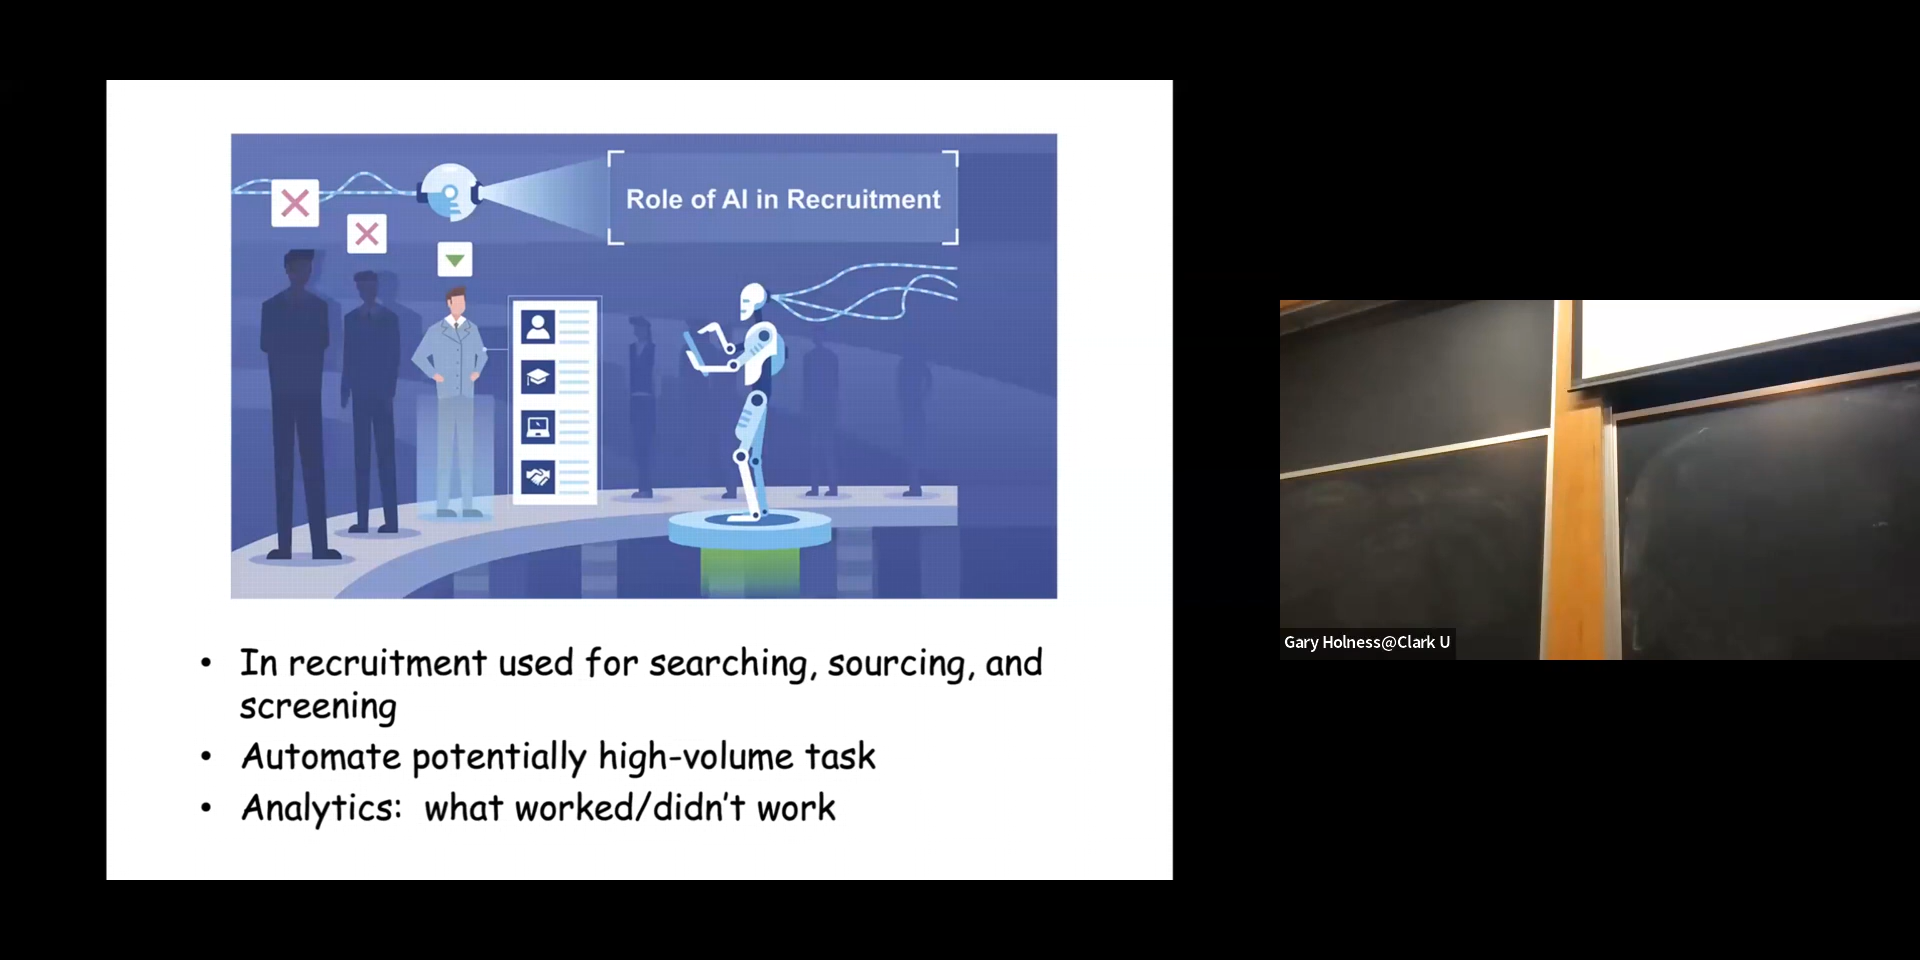 Role of AI in Recruitment
• In recruitment used for searching, sourcing, and
screening
• Automate potentially high-volume task
• Analytics:  what worked/didn't work
Gary Holness@Clark U